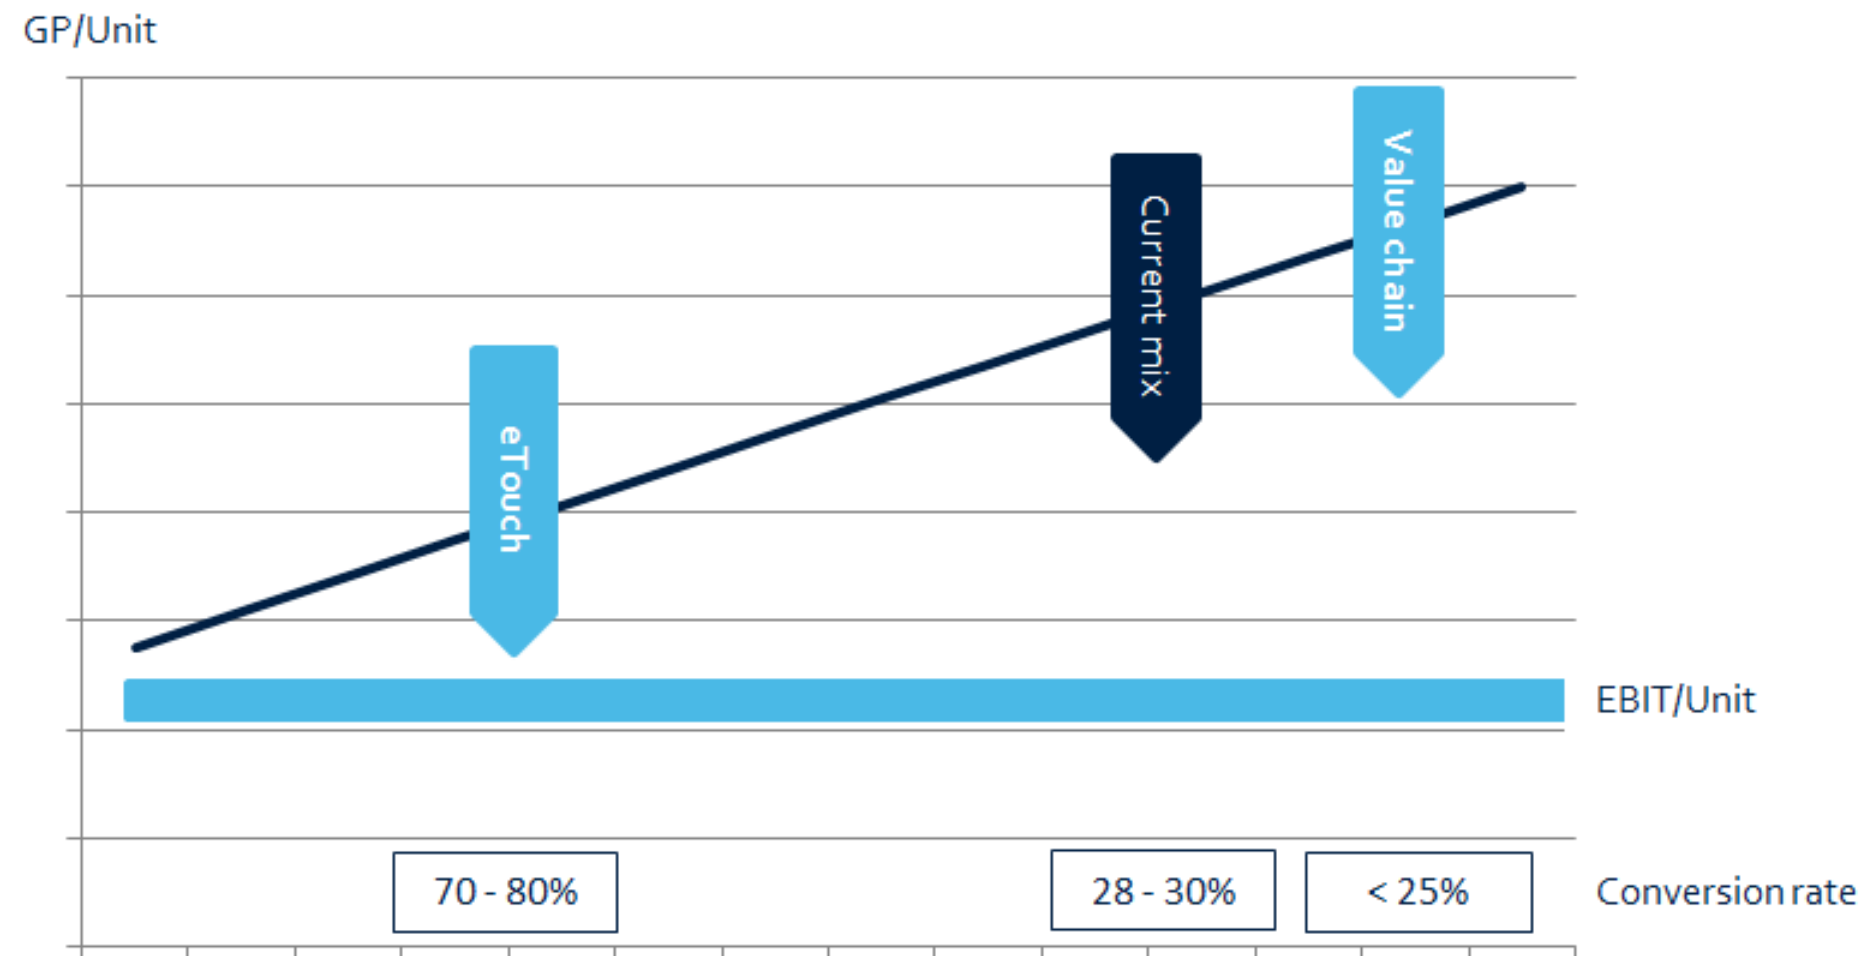 GP/Unit
Value chain
Current mix
eTouch
EBIT/Unit
70 - 80%
28 - 30%
< 25%
Conversion rate